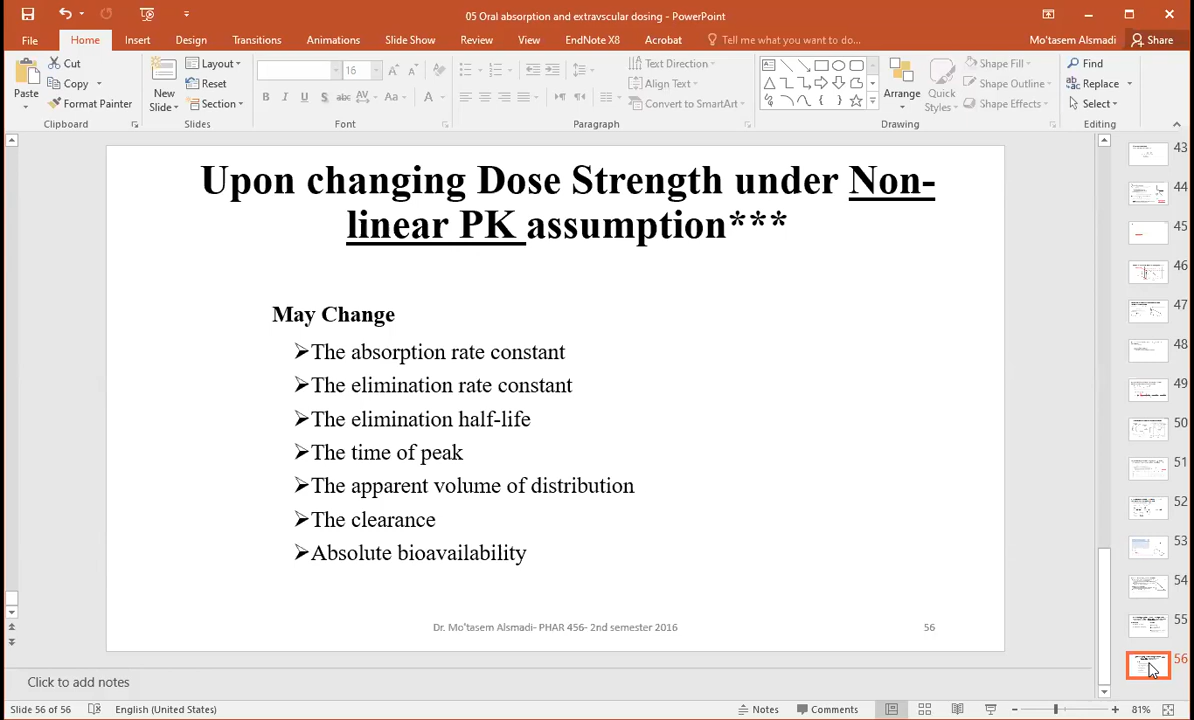 05 Oral absorption and extravscular dosing - PowerPoint
File Home Insert Design Transitions Animations Slide Show Review View EndNote X8 Acrobat Tell me what you want to do... Mo'tasem Alsmadi Share
Paste
Cut
Copy
Format Painter
Clipboard
New
Slide
Layout
Reset
Section
Slides
16
B I U S abc AV Aa A
Font
Text Direction
Align Text
Convert to SmartArt
Paragraph
Arrange
Quick
Styles
Shape Fill
Shape Outline
Shape Effects
Drawing
Find
Replace
Select
Editing
Upon changing Dose Strength under Non-
linear PK assumption***
May Change
➢The absorption rate constant
➢The elimination rate constant
➢The elimination half-life
➢The time of peak
➢The apparent volume of distribution
➢The clearance
➢Absolute bioavailability
Dr. Mo'tasem Alsmadi- PHAR 456- 2nd semester 2016
56
43
44
45
46
47
48
49
50
51
52
53
54
55
56
Click to add notes
Slide 56 of 56 English (United States) Notes Comments 81%